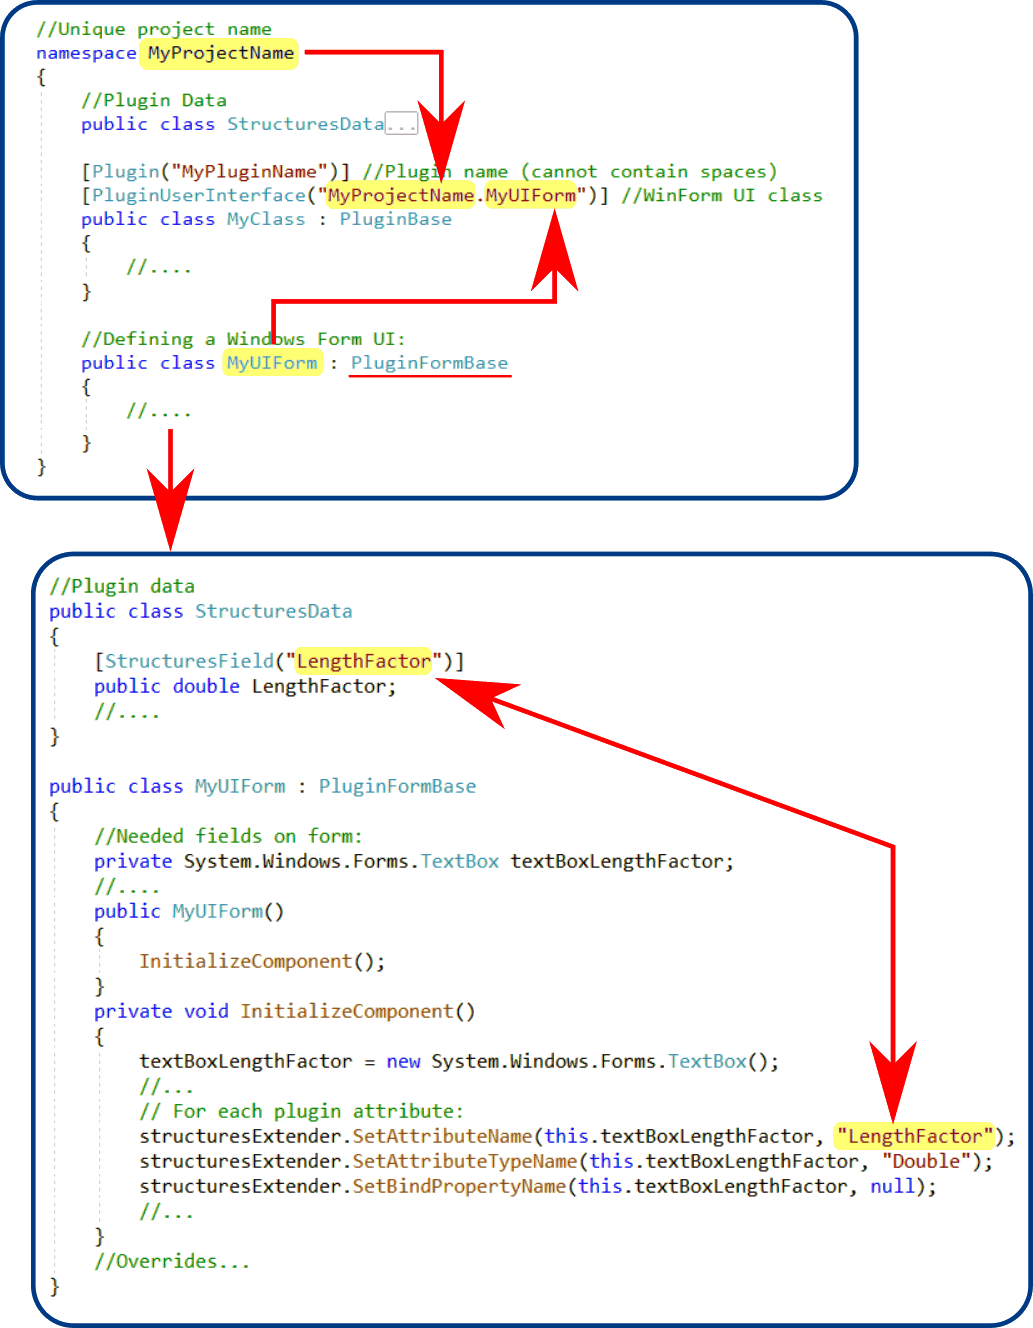 //Unique project name
namespace MyProjectName
{
//Plugin Data
public class StructuresData...
[Plugin("MyPluginName")] //Plugin name (cannot contain spaces)
[PluginUserInterface("MyProjectName.MyUIForm")] //WinForm UI class
public class MyClass : PluginBase
{
//....
}
//Defining a Windows Form UI:
public class MyUIForm : PluginFormBase
{
//....
}
}
//Plugin data
public class StructuresData
{
[StructuresField("LengthFactor")]
public double LengthFactor;
//....
}
public class MyUIForm : PluginFormBase
{
//Needed fields on form:
private System.Windows.Forms.TextBox textBoxLengthFactor;
//....
public MyUIForm()
{
InitializeComponent();
}
private void InitializeComponent()
{
textBoxLengthFactor = new System.Windows.Forms.TextBox();
//...
// For each plugin attribute:
structuresExtender.SetAttributeName(this.textBoxLengthFactor, "LengthFactor");
structuresExtender.SetAttributeTypeName(this.textBoxLengthFactor, "Double");
structuresExtender.SetBindPropertyName(this.textBoxLengthFactor, null);
//...
}
//Overrides...
}